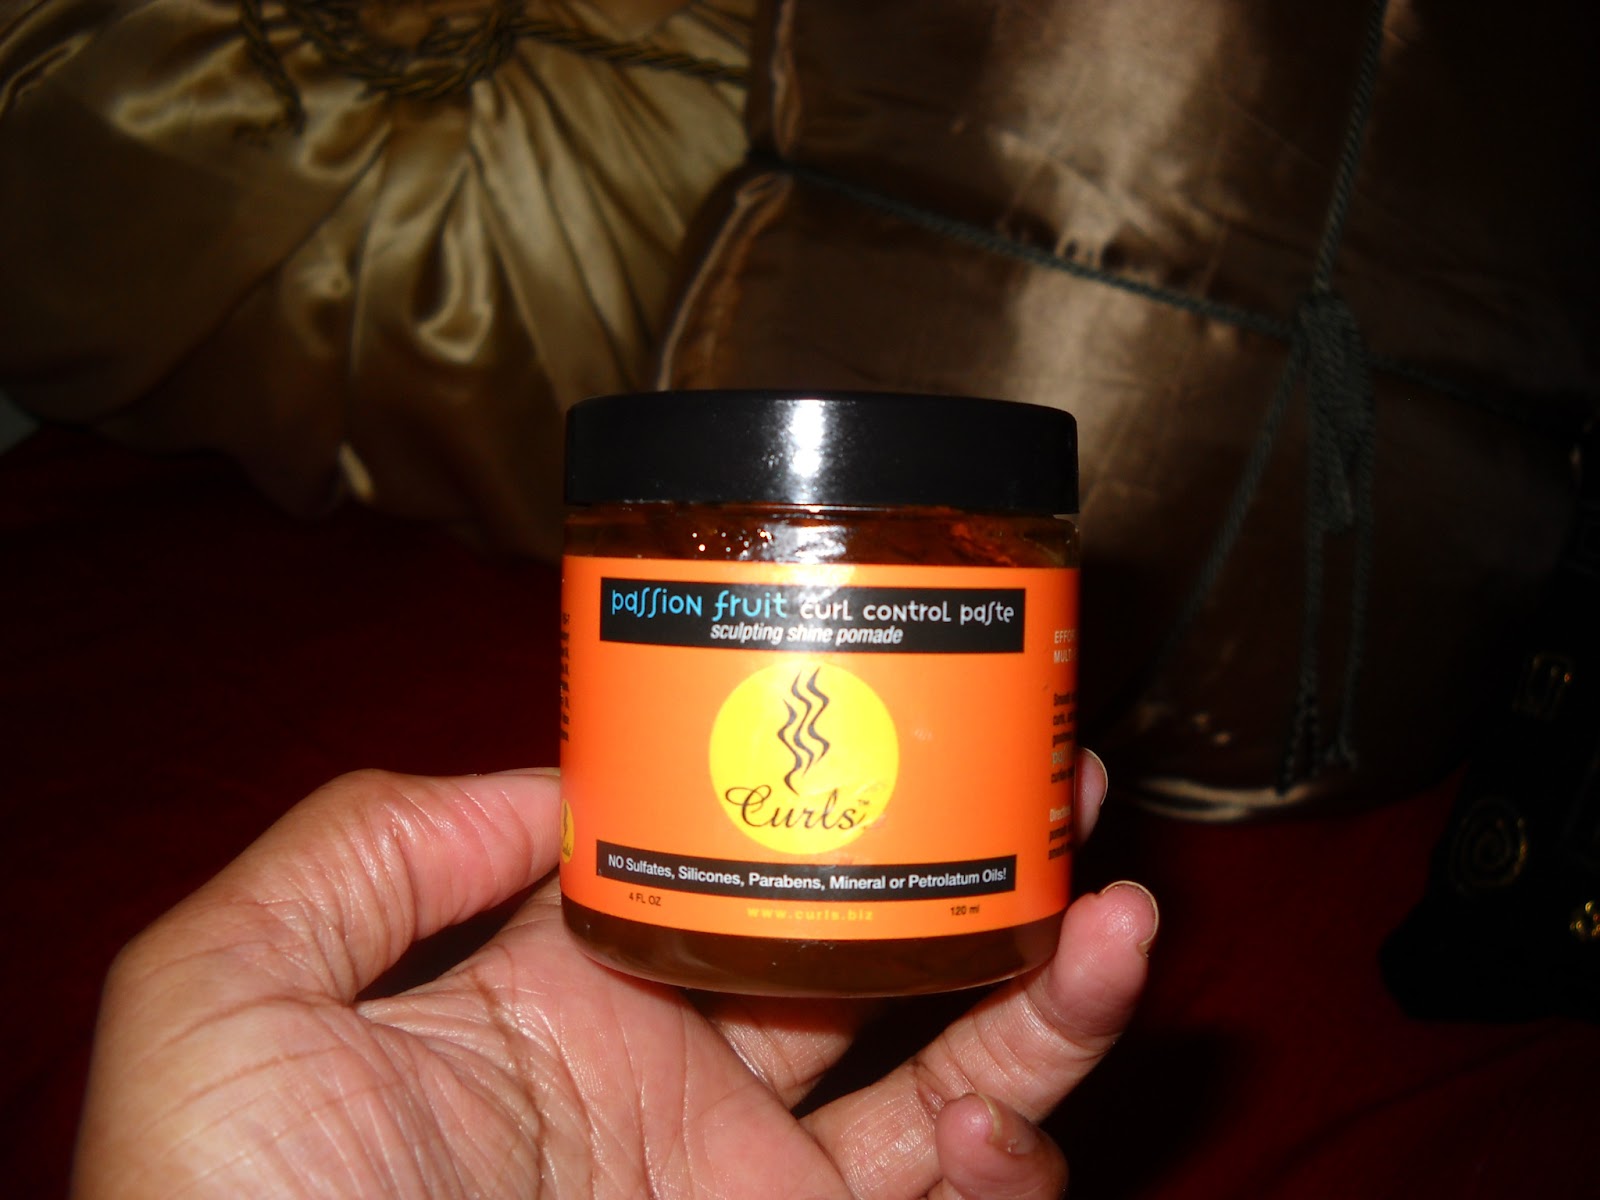 passion fruit curl control paste
sculpting shine pomade
Curls™
NO Sulfates, Silicones, Parabens, Mineral or Petrolatum Oils!
4 FL OZ
www.curls.biz
120 ml